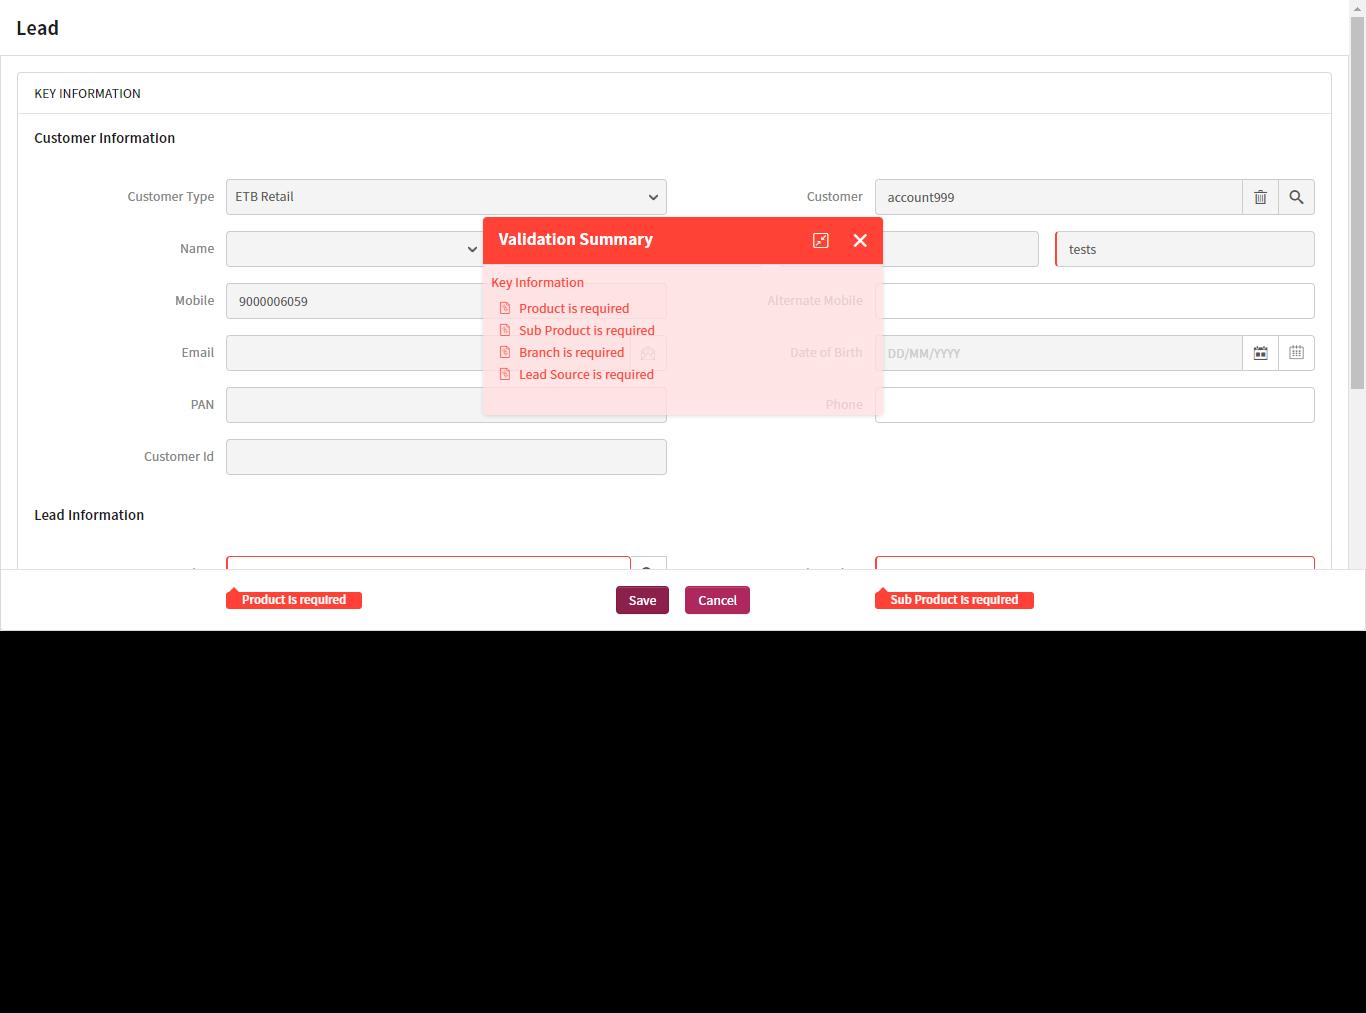 Lead
KEY INFORMATION
Customer Information
Customer Type ETB Retail Customer account999
Name tests
Validation Summary
Key Information
Product is required
Sub Product is required
Branch is required
Lead Source is required
Mobile 9000006059 Alternate Mobile
Email Date of Birth DD/MM/YYYY
PAN Phone
Customer Id
Lead Information
Product is required Save Cancel Sub Product is required